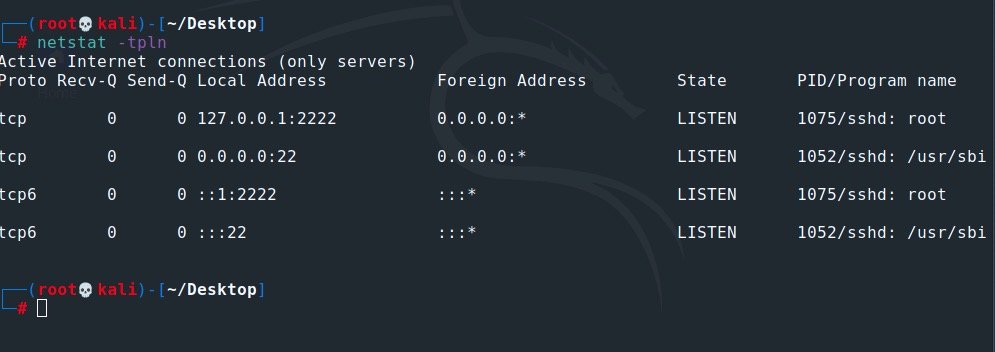 (root💀kali)-[~/Desktop]
# netstat -tpln
Active Internet connections (only servers)
Proto Recv-Q Send-Q Local Address Foreign Address State PID/Program name
Home
tcp 0 0 127.0.0.1:2222 0.0.0.0:* LISTEN 1075/sshd: root
tcp 0 0 0.0.0.0:22 0.0.0.0:* LISTEN 1052/sshd: /usr/sbi
tcp6 0 0 ::1:2222 :::* LISTEN 1075/sshd: root
tcp6 0 0 :::22 :::* LISTEN 1052/sshd: /usr/sbi
(root💀kali)-[~/Desktop]
#